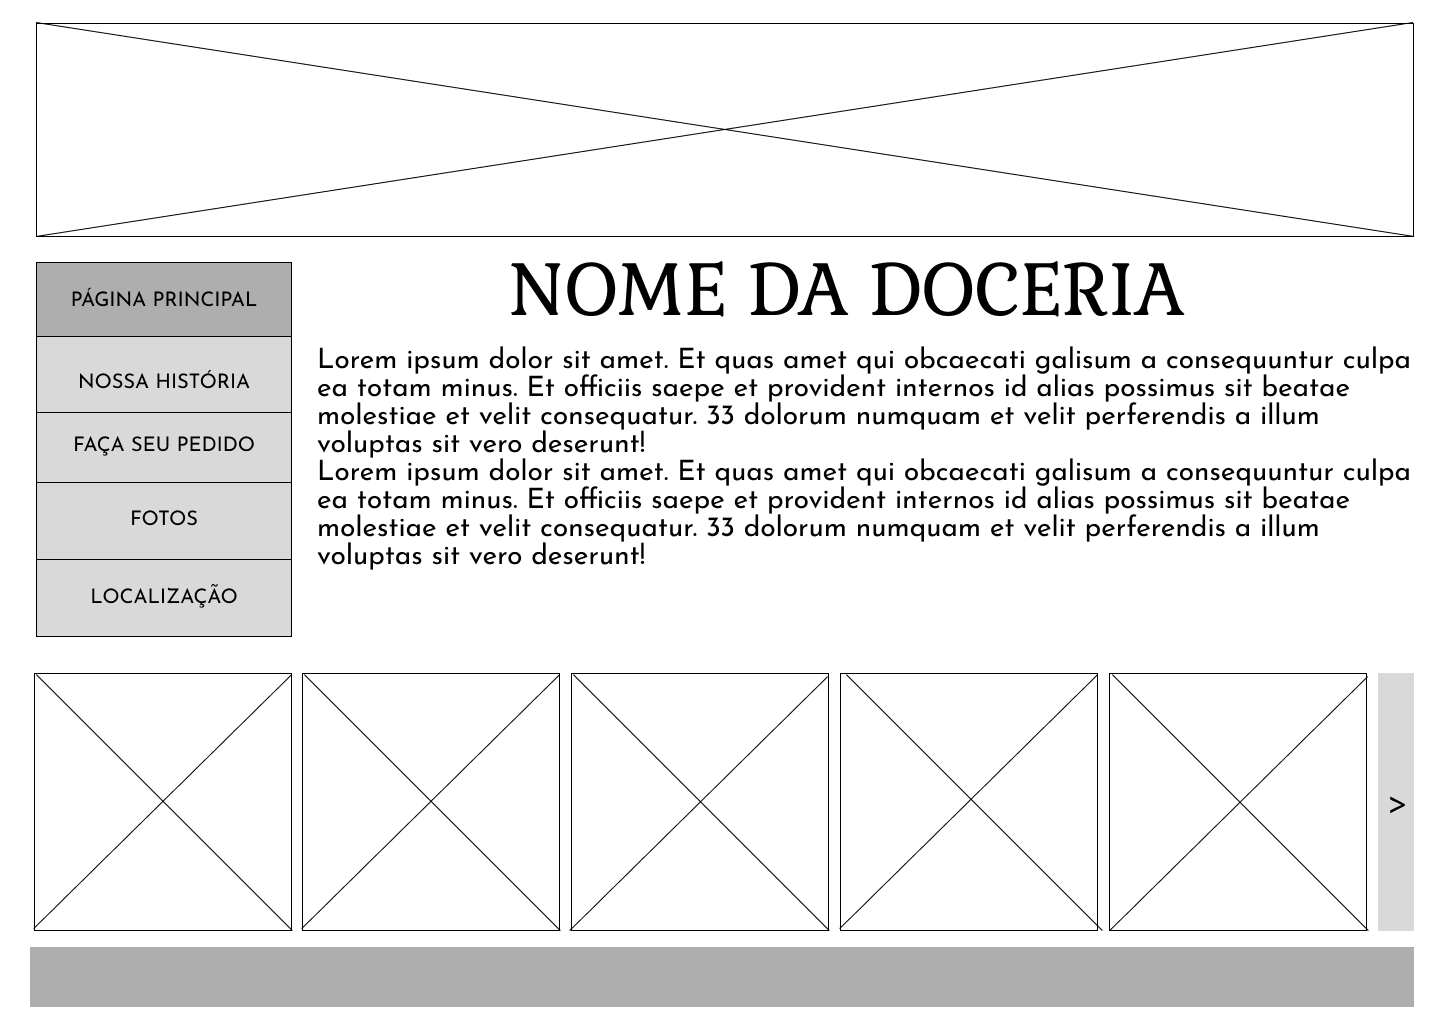 NOME DA DOCERIA
PÁGINA PRINCIPAL
NOSSA HISTÓRIA
FAÇA SEU PEDIDO
FOTOS
LOCALIZAÇÃO
Lorem ipsum dolor sit amet. Et quas amet qui obcaecati galisum a consequuntur culpa
ea totam minus. Et officiis saepe et provident internos id alias possimus sit beatae
molestiae et velit consequatur. 33 dolorum numquam et velit perferendis a illum
voluptas sit vero deserunt!
Lorem ipsum dolor sit amet. Et quas amet qui obcaecati galisum a consequuntur culpa
ea totam minus. Et officiis saepe et provident internos id alias possimus sit beatae
molestiae et velit consequatur. 33 dolorum numquam et velit perferendis a illum
voluptas sit vero deserunt!
>